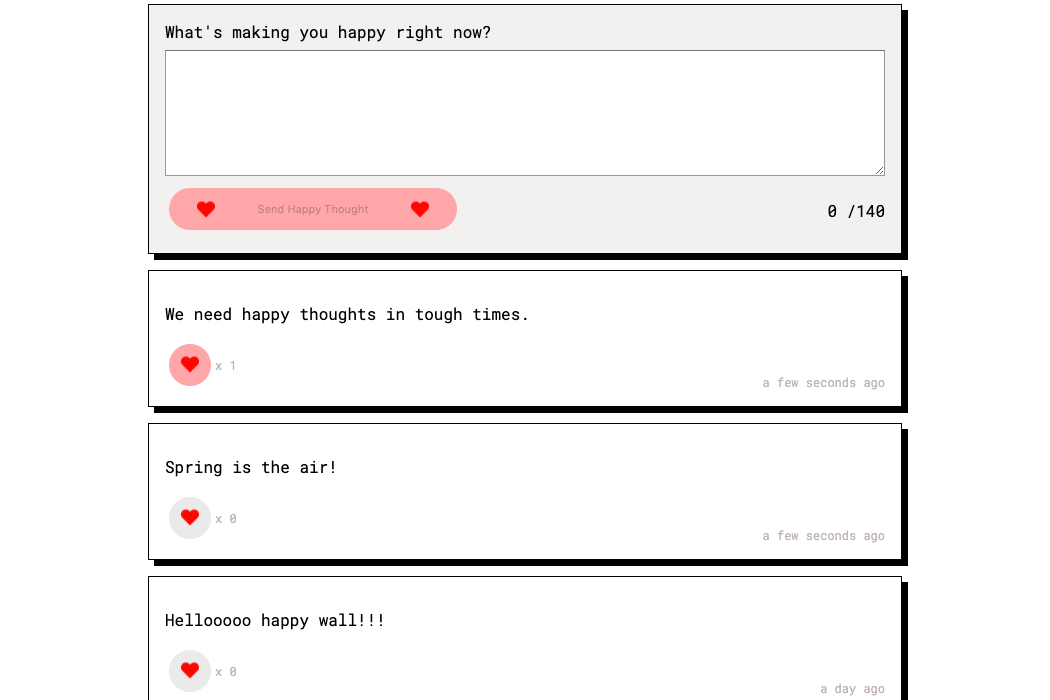 What's making you happy right now?
Send Happy Thought
0 /140
We need happy thoughts in tough times.
x 1
a few seconds ago
Spring is the air!
x 0
a few seconds ago
Hellooooo happy wall!!!
x 0
a day ago